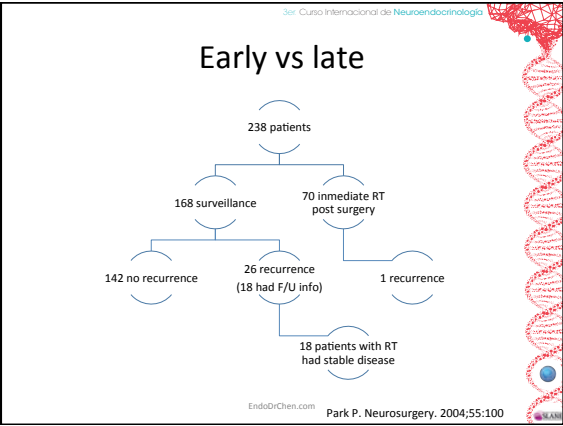 3er. Curso Internacional de Neuroendocrinología
Early vs late
238 patients
168 surveillance
70 inmediate RT
post surgery
142 no recurrence
26 recurrence
(18 had F/U info)
1 recurrence
18 patients with RT
had stable disease
EndoDrChen.com
Park P. Neurosurgery. 2004;55:100
SLANE